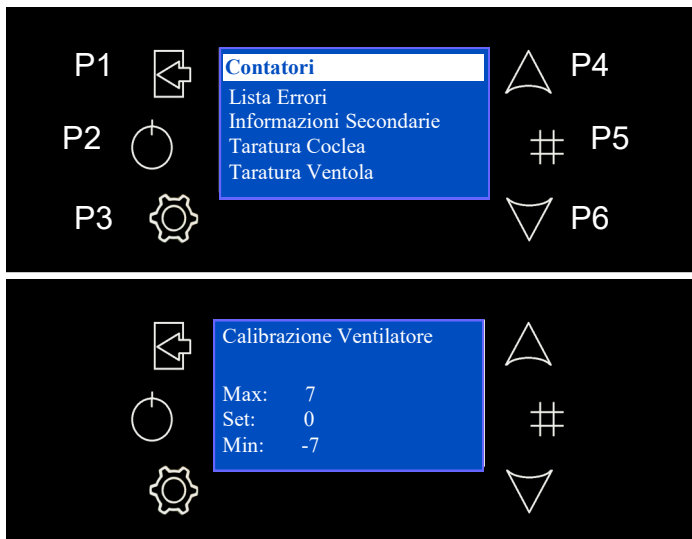 P1
Contatori
P4
Lista Errori
Informazioni Secondarie
P2
Taratura Coclea
P5
Taratura Ventola
P3
P6
Calibrazione Ventilatore
Max: 7
Set: 0
Min: -7